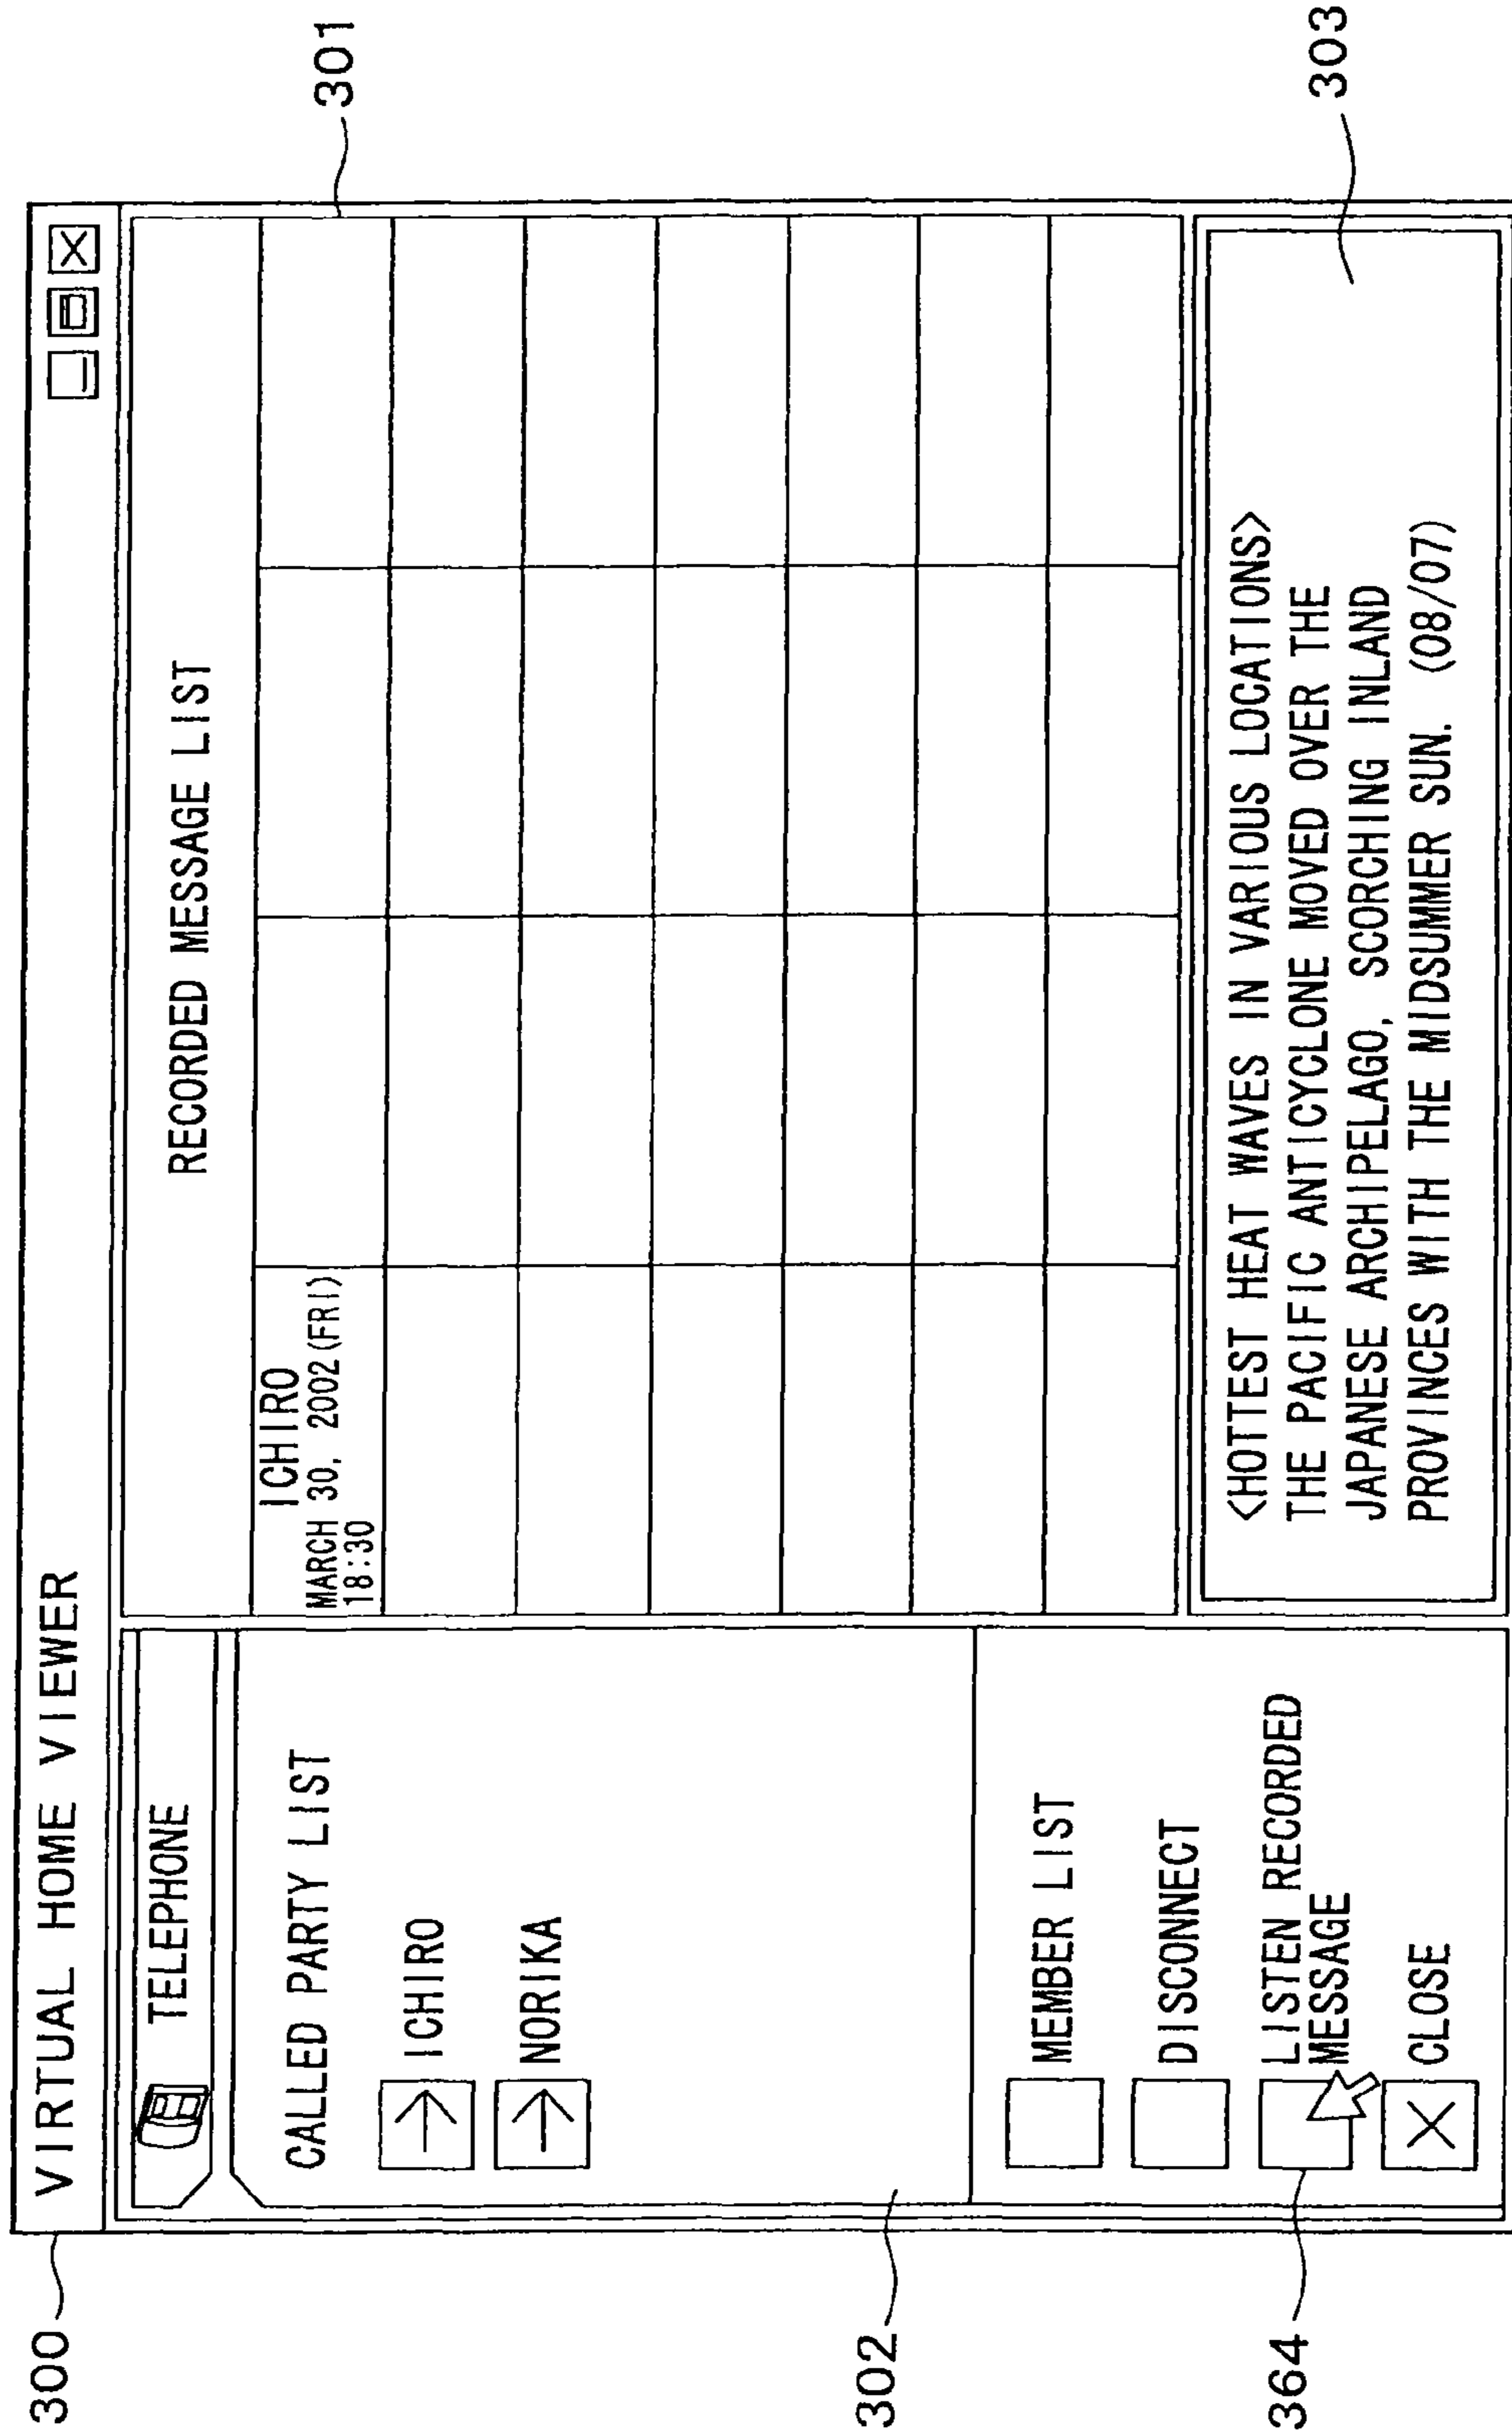 300
VIRTUAL HOME VIEWER
TELEPHONE
CALLED PARTY LIST
ICHIRO
NORIKA
302
MEMBER LIST
DISCONNECT
LISTEN RECORDED
MESSAGE
CLOSE
364
RECORDED MESSAGE LIST
ICHIRO
MARCH 30, 2002 (FRI)
18:30
301
<HOTTEST HEAT WAVES IN VARIOUS LOCATIONS>
THE PACIFIC ANTICYCLONE MOVED OVER THE
JAPANESE ARCHIPELAGO, SCORCHING INLAND
PROVINCES WITH THE MIDSUMMER SUN. (08/07)
303